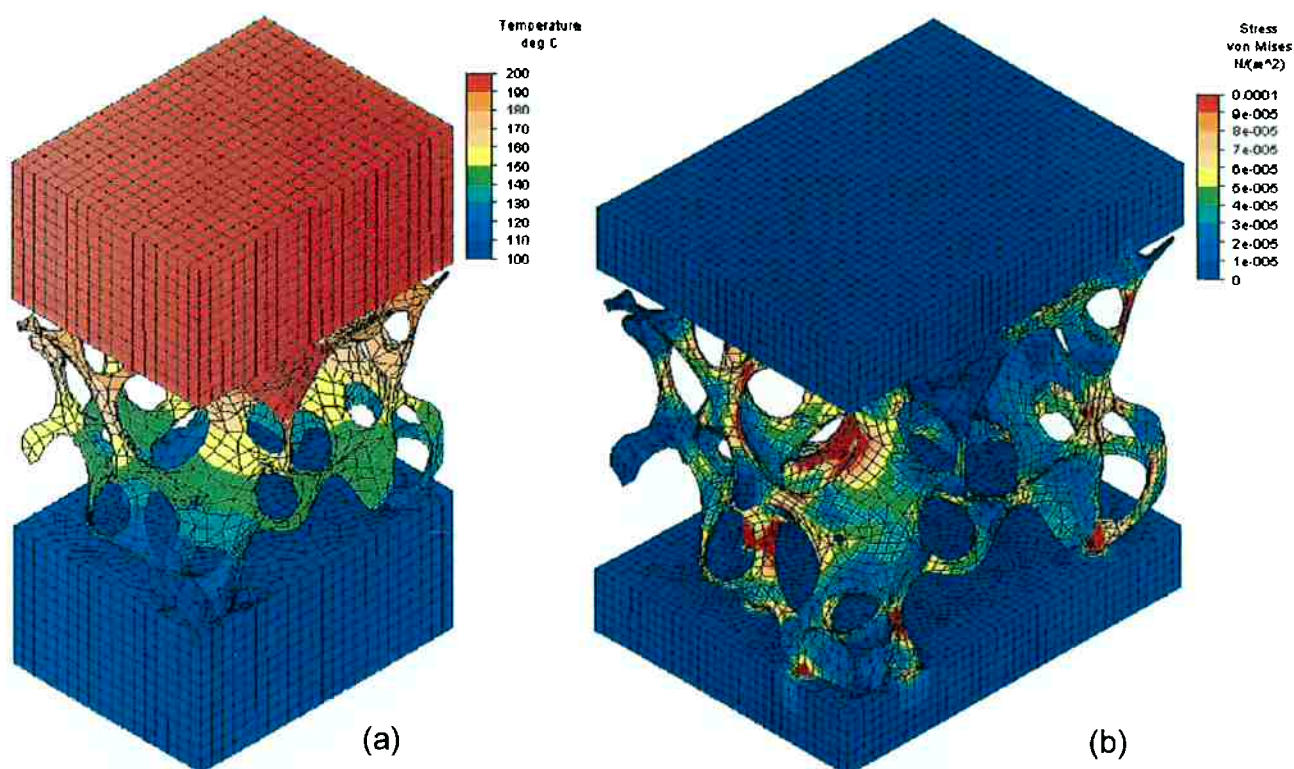 Temperature
deg C
200
190
180
170
160
150
140
130
120
110
100
(a)
Stress
von Mises
N/(m^2)
0.0001
9e-005
8e-005
7e-005
6e-005
5e-005
4e-005
3e-005
2e-005
1e-005
0
(b)